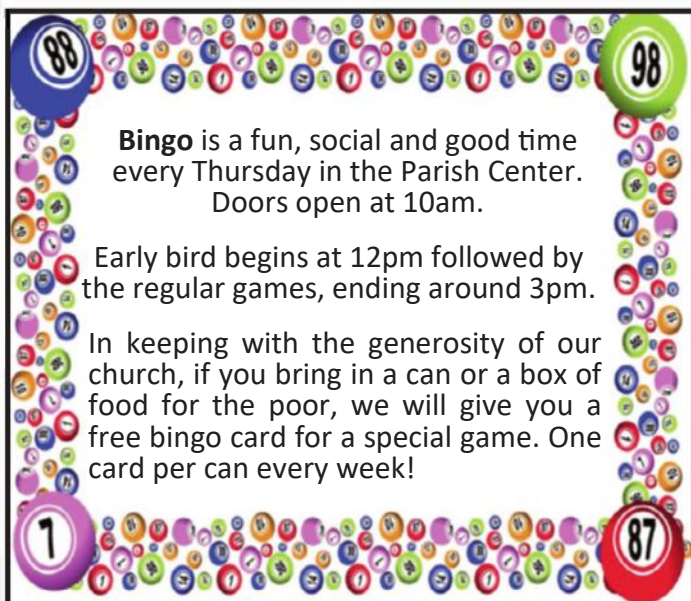 88
98
Bingo is a fun, social and good time
every Thursday in the Parish Center.
Doors open at 10am.
Early bird begins at 12pm followed by
the regular games, ending around 3pm.
In keeping with the generosity of our
church, if you bring in a can or a box of
food for the poor, we will give you a
free bingo card for a special game. One
card per can every week!
7
87